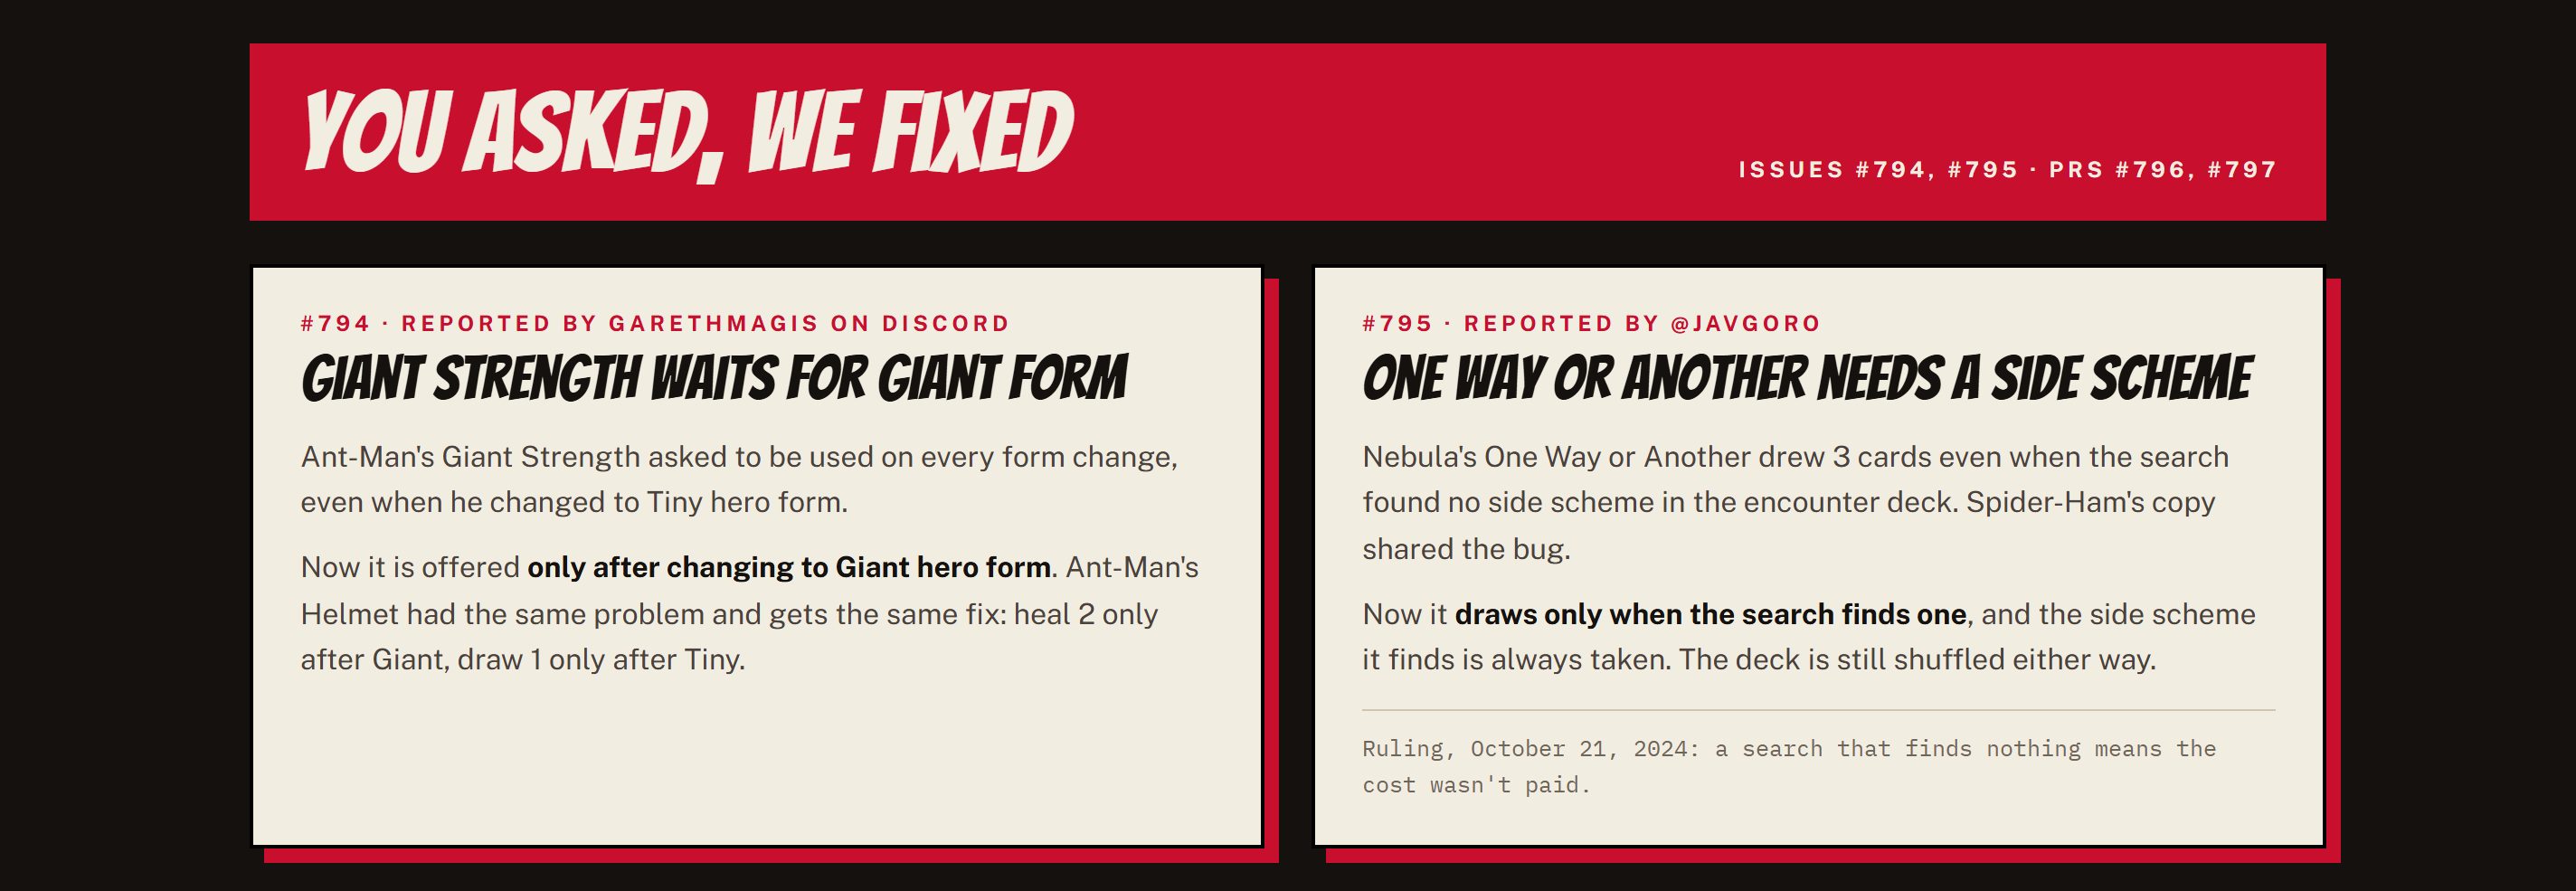 YOU ASKED, WE FIXED
ISSUES #794, #795 · PRS #796, #797
#794 · REPORTED BY GARETHMAGIS ON DISCORD
GIANT STRENGTH WAITS FOR GIANT FORM
Ant-Man's Giant Strength asked to be used on every form change,
even when he changed to Tiny hero form.
Now it is offered only after changing to Giant hero form. Ant-Man's
Helmet had the same problem and gets the same fix: heal 2 only
after Giant, draw 1 only after Tiny.
#795 · REPORTED BY @JAVGORO
ONE WAY OR ANOTHER NEEDS A SIDE SCHEME
Nebula's One Way or Another drew 3 cards even when the search
found no side scheme in the encounter deck. Spider-Ham's copy
shared the bug.
Now it draws only when the search finds one, and the side scheme
it finds is always taken. The deck is still shuffled either way.
Ruling, October 21, 2024: a search that finds nothing means the
cost wasn't paid.